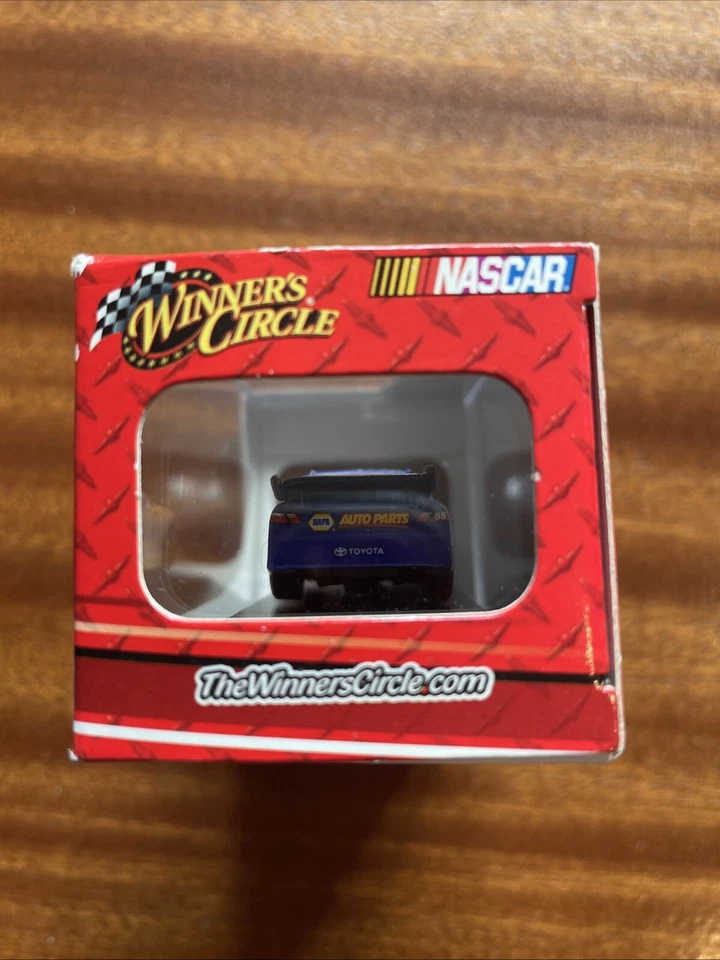 WINNER'S
CIRCLE
NASCAR
NAPA AUTO PARTS 55
TOYOTA
TheWinnersCircle.com